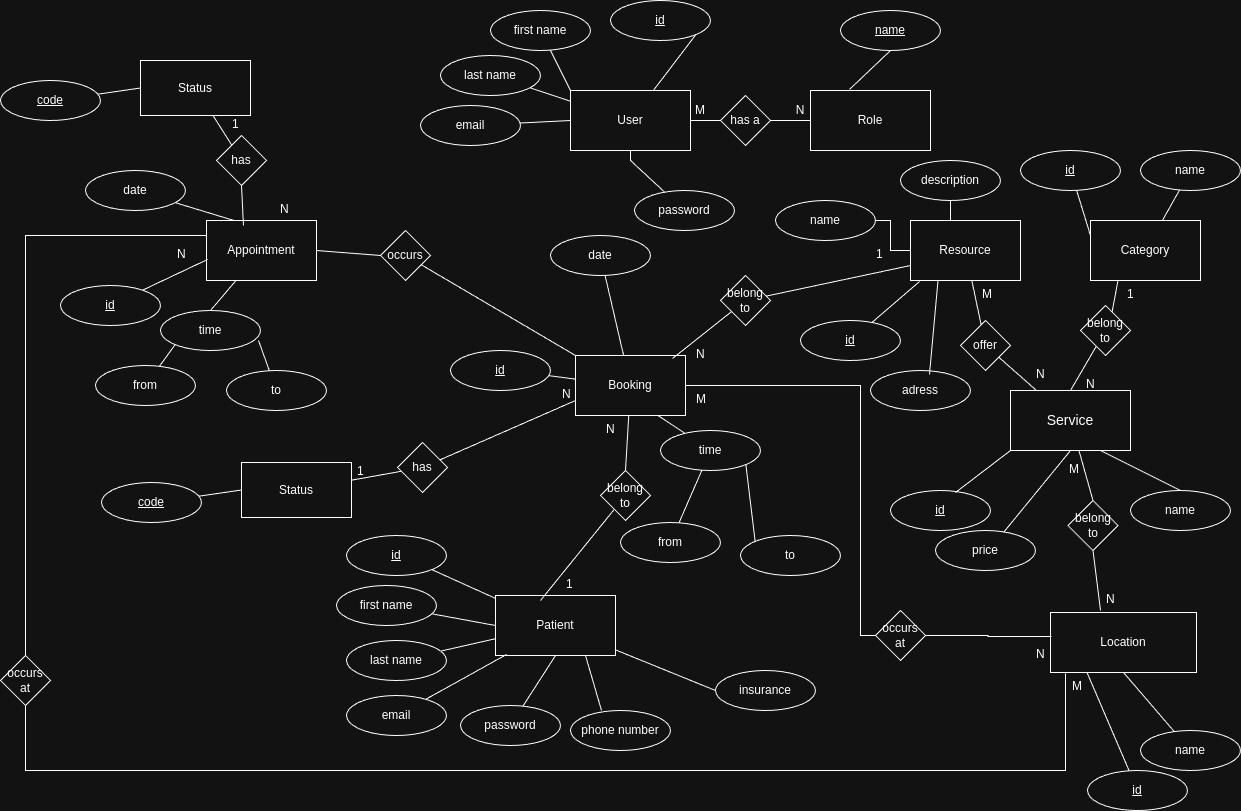 id
first name
name
last name
Status
code
email
User
M
has a
N
Role
1
has
date
password
description
id
name
name
N
Appointment
N
occurs
date
1
Resource
Category
id
time
belong
to
M
1
from
to
id
adress
offer
belong
to
N
id
Booking
N
M
N
N
Service
1
has
N
time
Status
code
belong
to
from
to
id
price
M
name
belong
to
id
first name
last name
email
1
Patient
password
phone number
insurance
N
occurs
at
N
Location
M
occurs
at
name
id